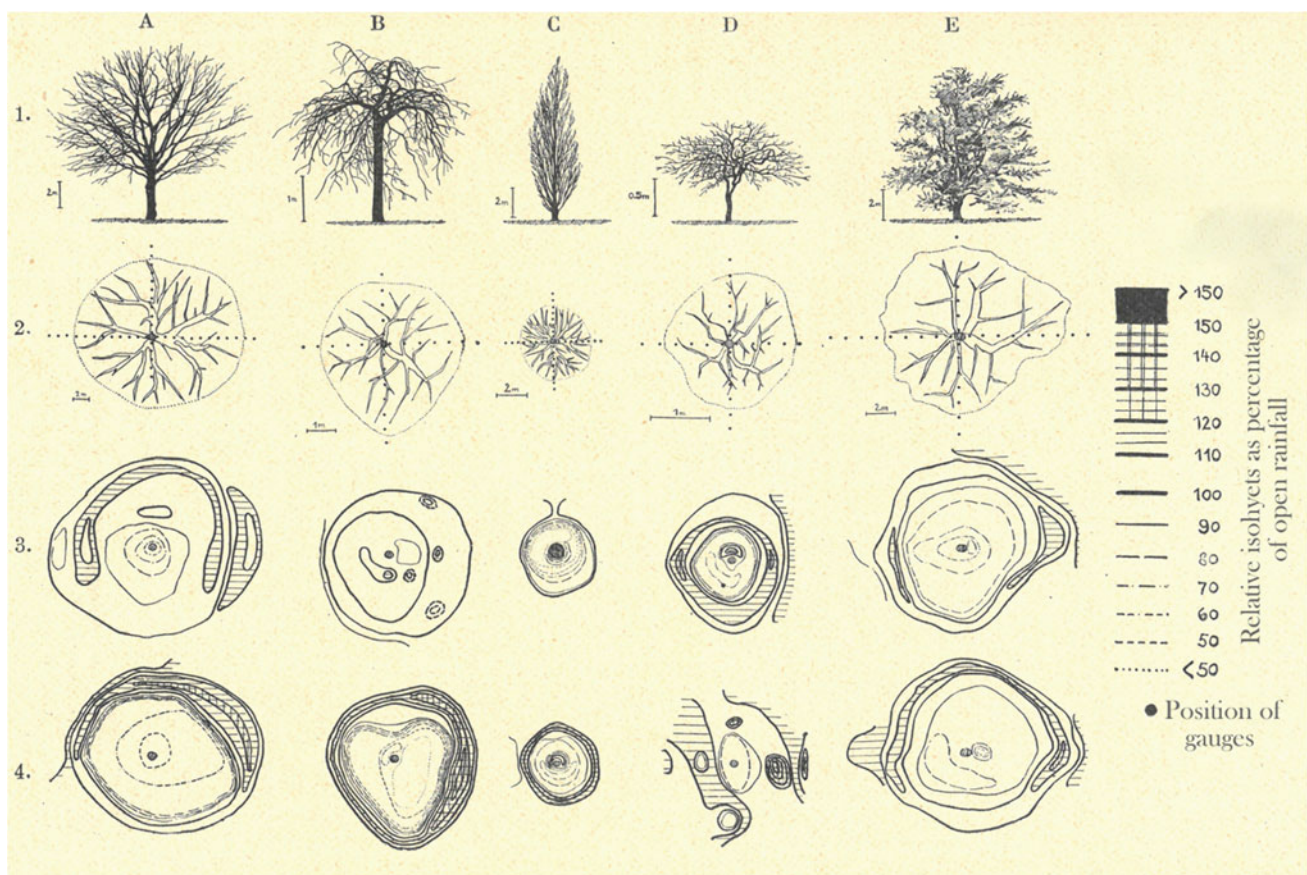 A B C D E
1.
2m
1m
2m
0.5m
2m
2.
2m
1m
2m
1m
2m
3.
4.
> 150
150
140
130
120
110
100
90
80
70
60
50
< 50
Relative isohyets as percentage
of open rainfall
● Position of
gauges